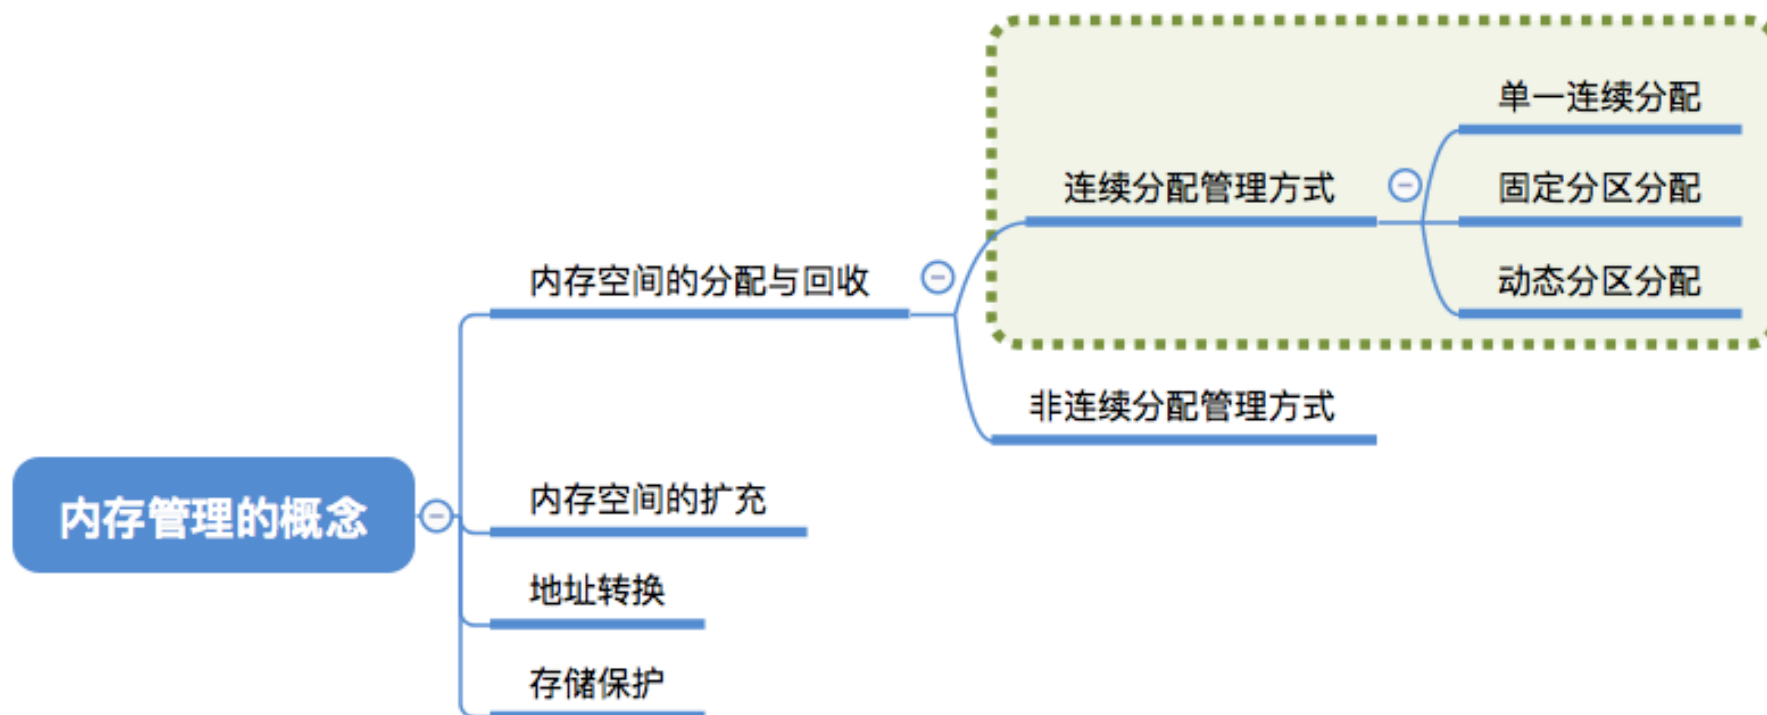 单一连续分配
连续分配管理方式
固定分区分配
内存空间的分配与回收
动态分区分配
非连续分配管理方式
内存管理的概念
内存空间的扩充
地址转换
存储保护